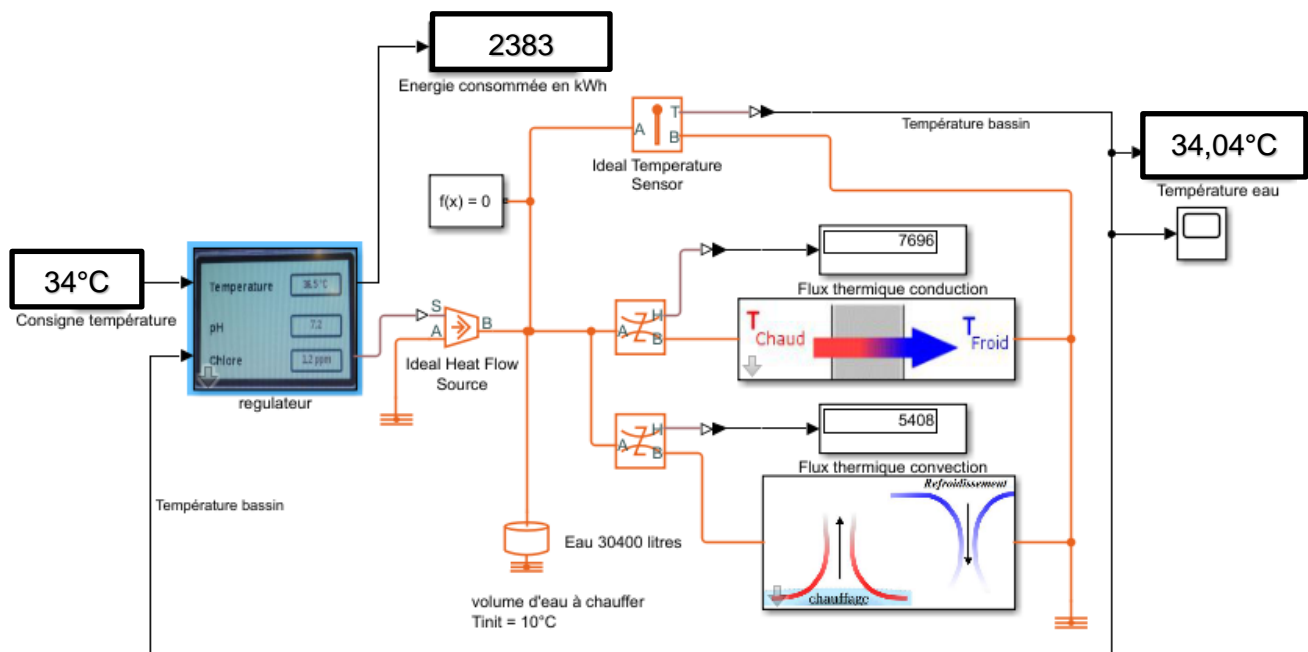 2383
Energie consommée en kWh
T
A
B
Ideal Temperature
Sensor
Température bassin
34,04°C
Température eau
f(x) = 0
34°C
Consigne température
Temperature
pH
7.2
Chlore
regulateur
S
A
B
Ideal Heat Flow
Source
7696
Flux thermique conduction
H
A
B
T
Chaud
T
Froid
5408
Flux thermique convection
H
A
B
Refroidissement
chauffage
Température bassin
Eau 30400 litres
volume d'eau à chauffer
Tinit = 10°C